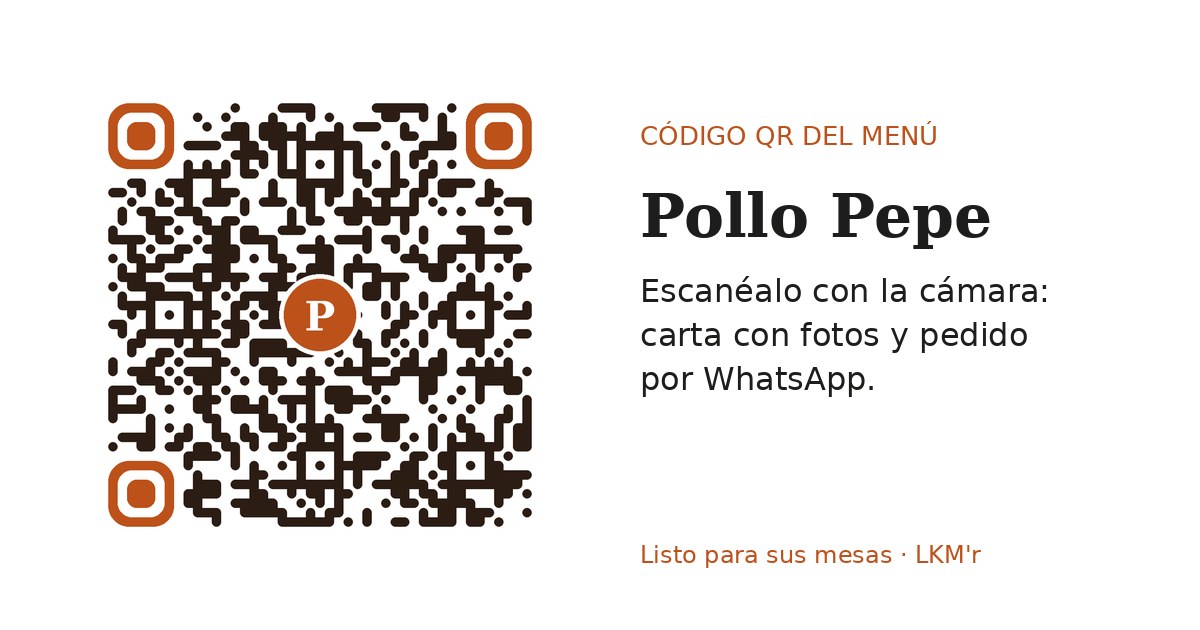 CÓDIGO QR DEL MENÚ
Pollo Pepe
Escanéalo con la cámara:
carta con fotos y pedido
por WhatsApp.
P
Listo para sus mesas · LKM'r